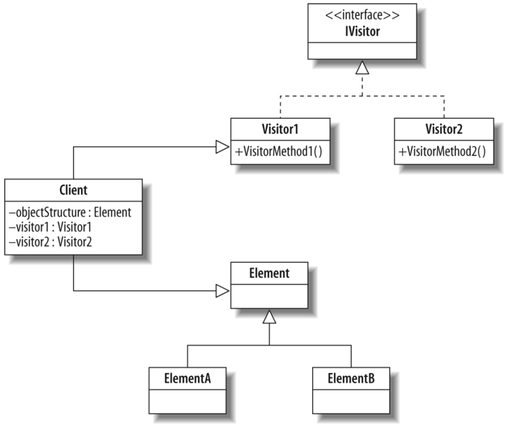 <<interface>>
IVisitor
Visitor1
+VisitorMethod1()
Visitor2
+VisitorMethod2()
Client
–objectStructure : Element
–visitor1 : Visitor1
–visitor2 : Visitor2
Element
ElementA
ElementB